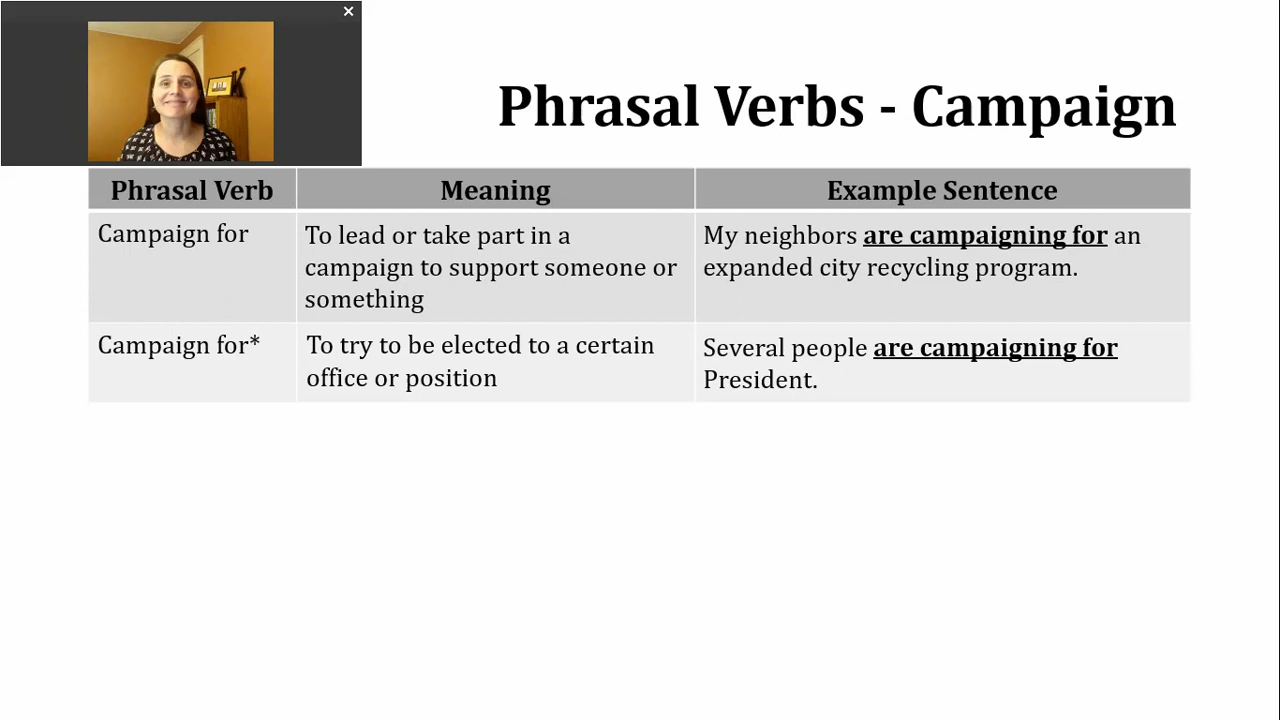 Phrasal Verbs - Campaign
Phrasal Verb
Meaning
Example Sentence
Campaign for
To lead or take part in a
campaign to support someone or
something
My neighbors are campaigning for an
expanded city recycling program.
Campaign for*
To try to be elected to a certain
office or position
Several people are campaigning for
President.